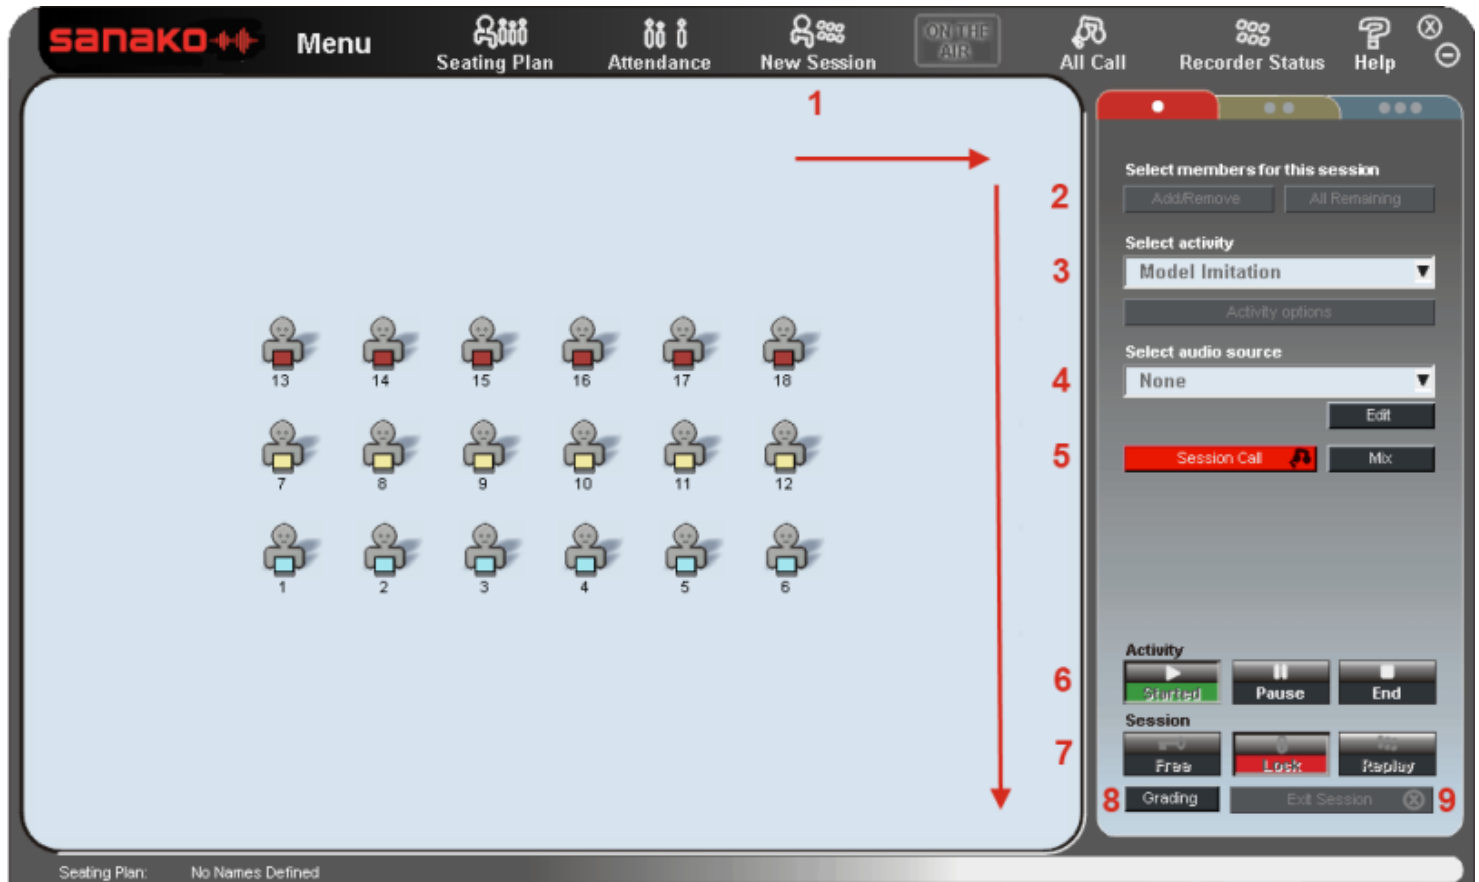 sanako Menu Seating Plan Attendance New Session ON THE AIR All Call Recorder Status Help
1
Select members for this session
2 Add/Remove All Remaining
Select activity
3 Model Imitation
Activity options
Select audio source
4 None
Edit
5 Session Call Mix
13 14 15 16 17 18
7 8 9 10 11 12
1 2 3 4 5 6
Activity
6 Started Pause End
Session
7 Free Lock Replay
8 Grading Exit Session 9
Seating Plan: No Names Defined